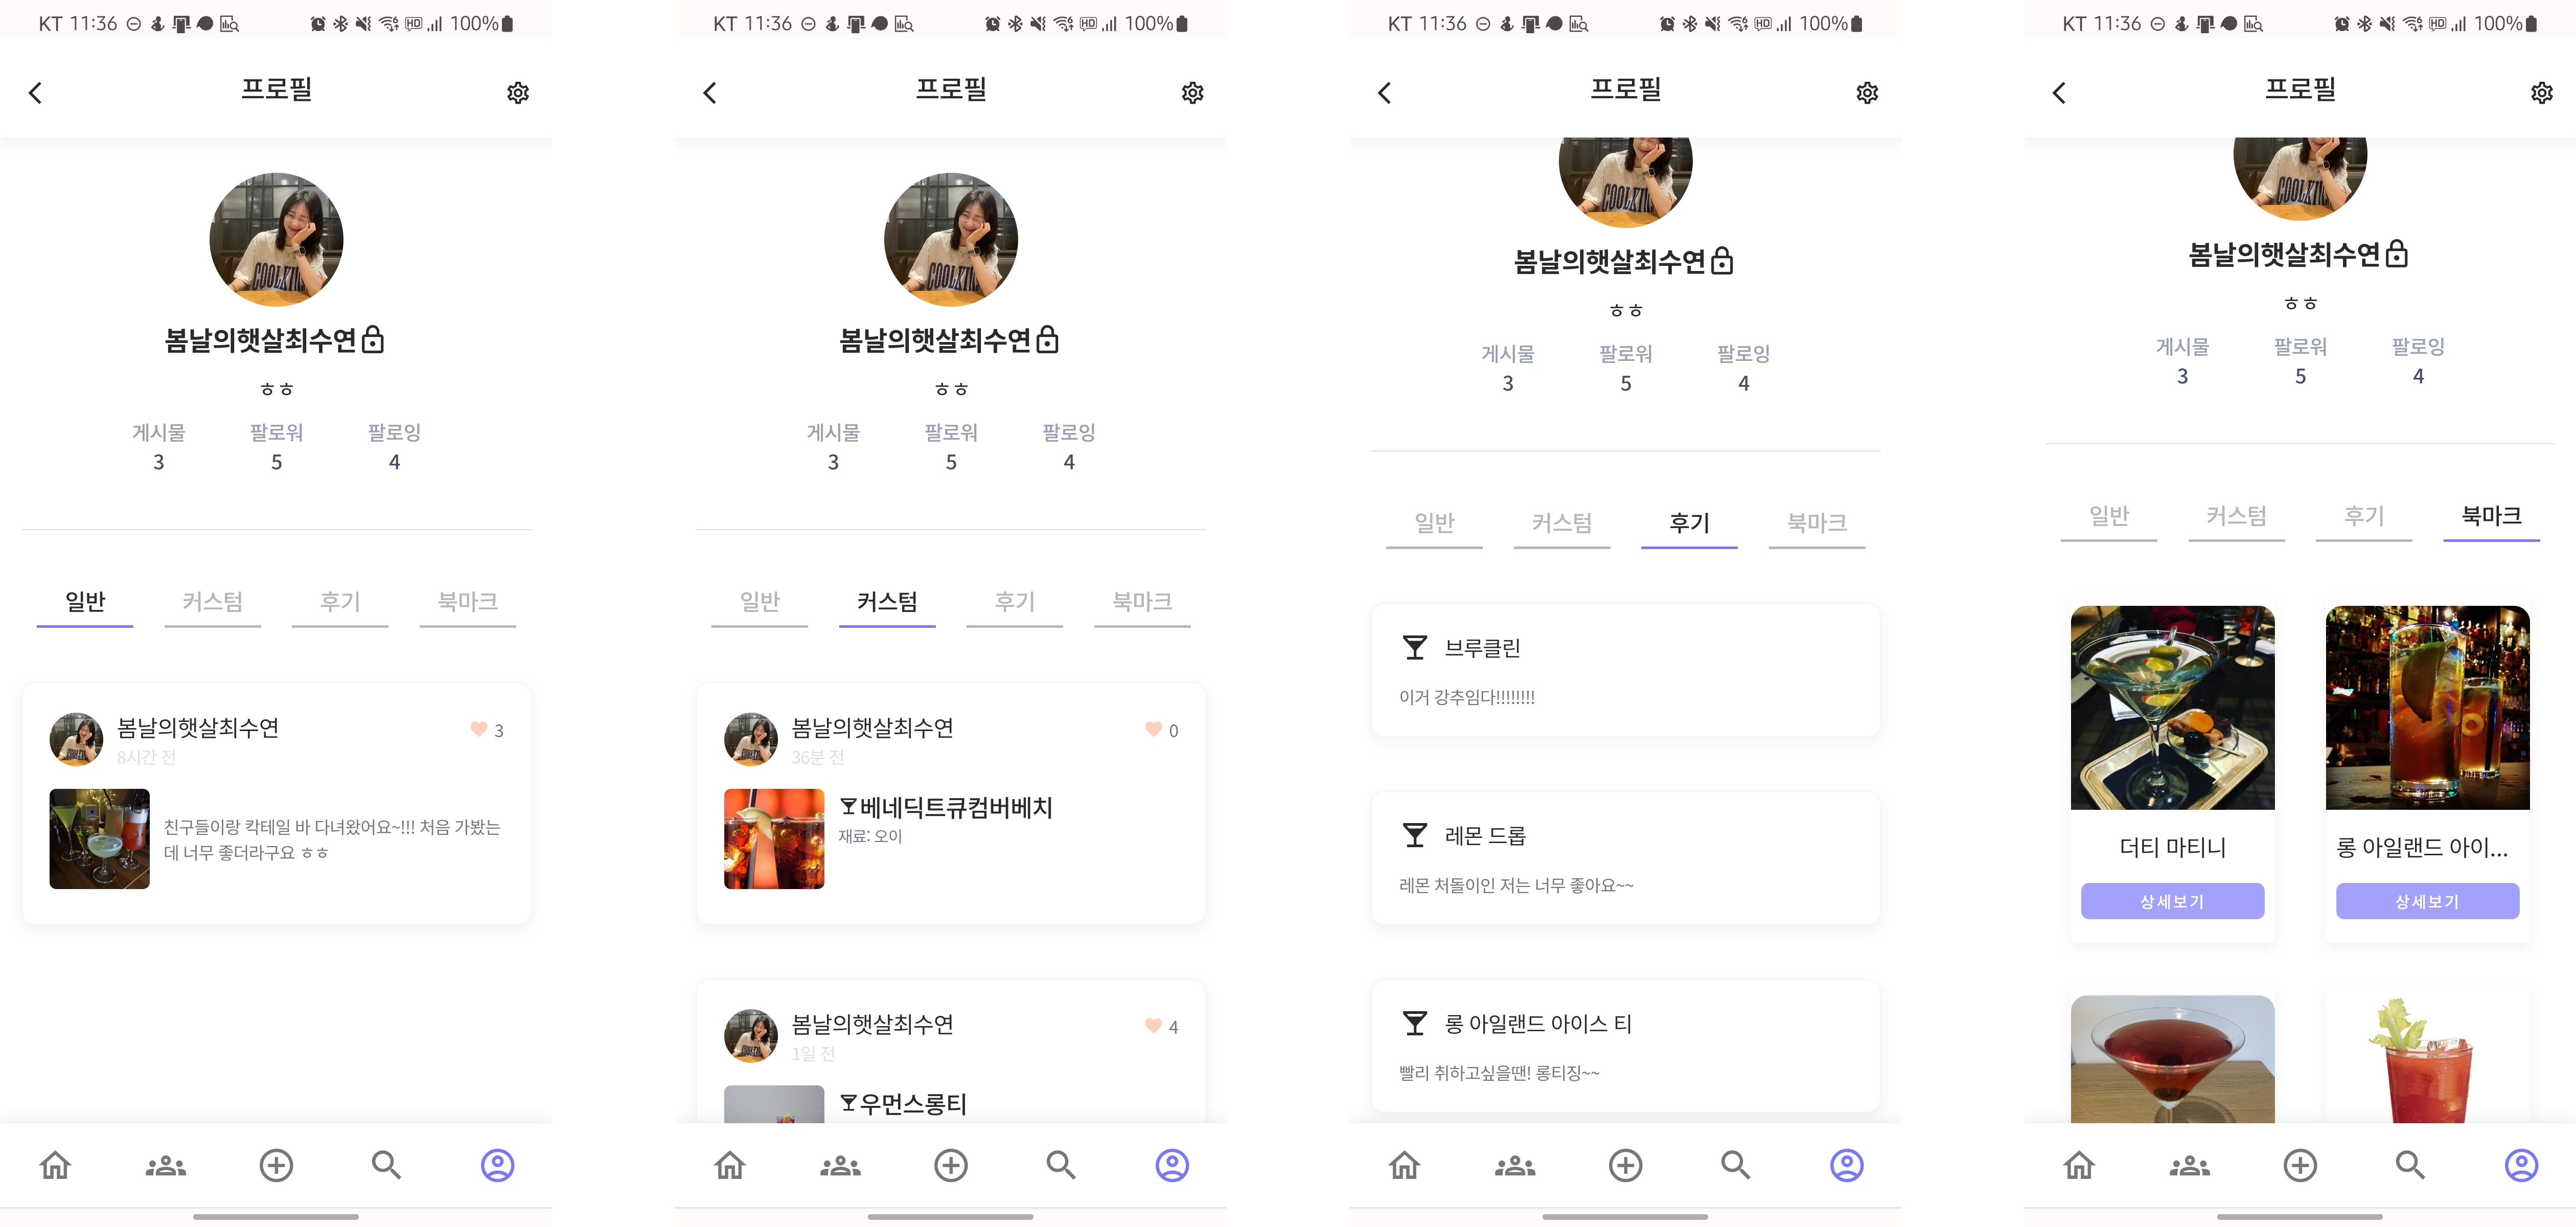 KT 11:36 HD 100%
프로필
봄날의햇살최수연
ㅎㅎ
게시물 팔로워 팔로잉
3 5 4
일반 커스텀 후기 북마크
봄날의햇살최수연 3
8시간 전
친구들이랑 칵테일 바 다녀왔어요~!!! 처음 가봤는
데 너무 좋더라구요 ㅎㅎ
KT 11:36 HD 100%
프로필
봄날의햇살최수연
ㅎㅎ
게시물 팔로워 팔로잉
3 5 4
일반 커스텀 후기 북마크
봄날의햇살최수연 0
36분 전
베네딕트큐컴버베치
재료: 오이
봄날의햇살최수연 4
1일 전
우먼스롱티
KT 11:36 HD 100%
프로필
COOLKIN
봄날의햇살최수연
ㅎㅎ
게시물 팔로워 팔로잉
3 5 4
일반 커스텀 후기 북마크
브루클린
이거 강추임다!!!!!!!!
레몬 드롭
레몬 처돌이인 저는 너무 좋아요~~
롱 아일랜드 아이스 티
빨리 취하고싶을땐! 롱티징~~
KT 11:36 HD 100%
프로필
COOLKIN
봄날의햇살최수연
ㅎㅎ
게시물 팔로워 팔로잉
3 5 4
일반 커스텀 후기 북마크
더티 마티니 롱 아일랜드 아이...
상세보기 상세보기